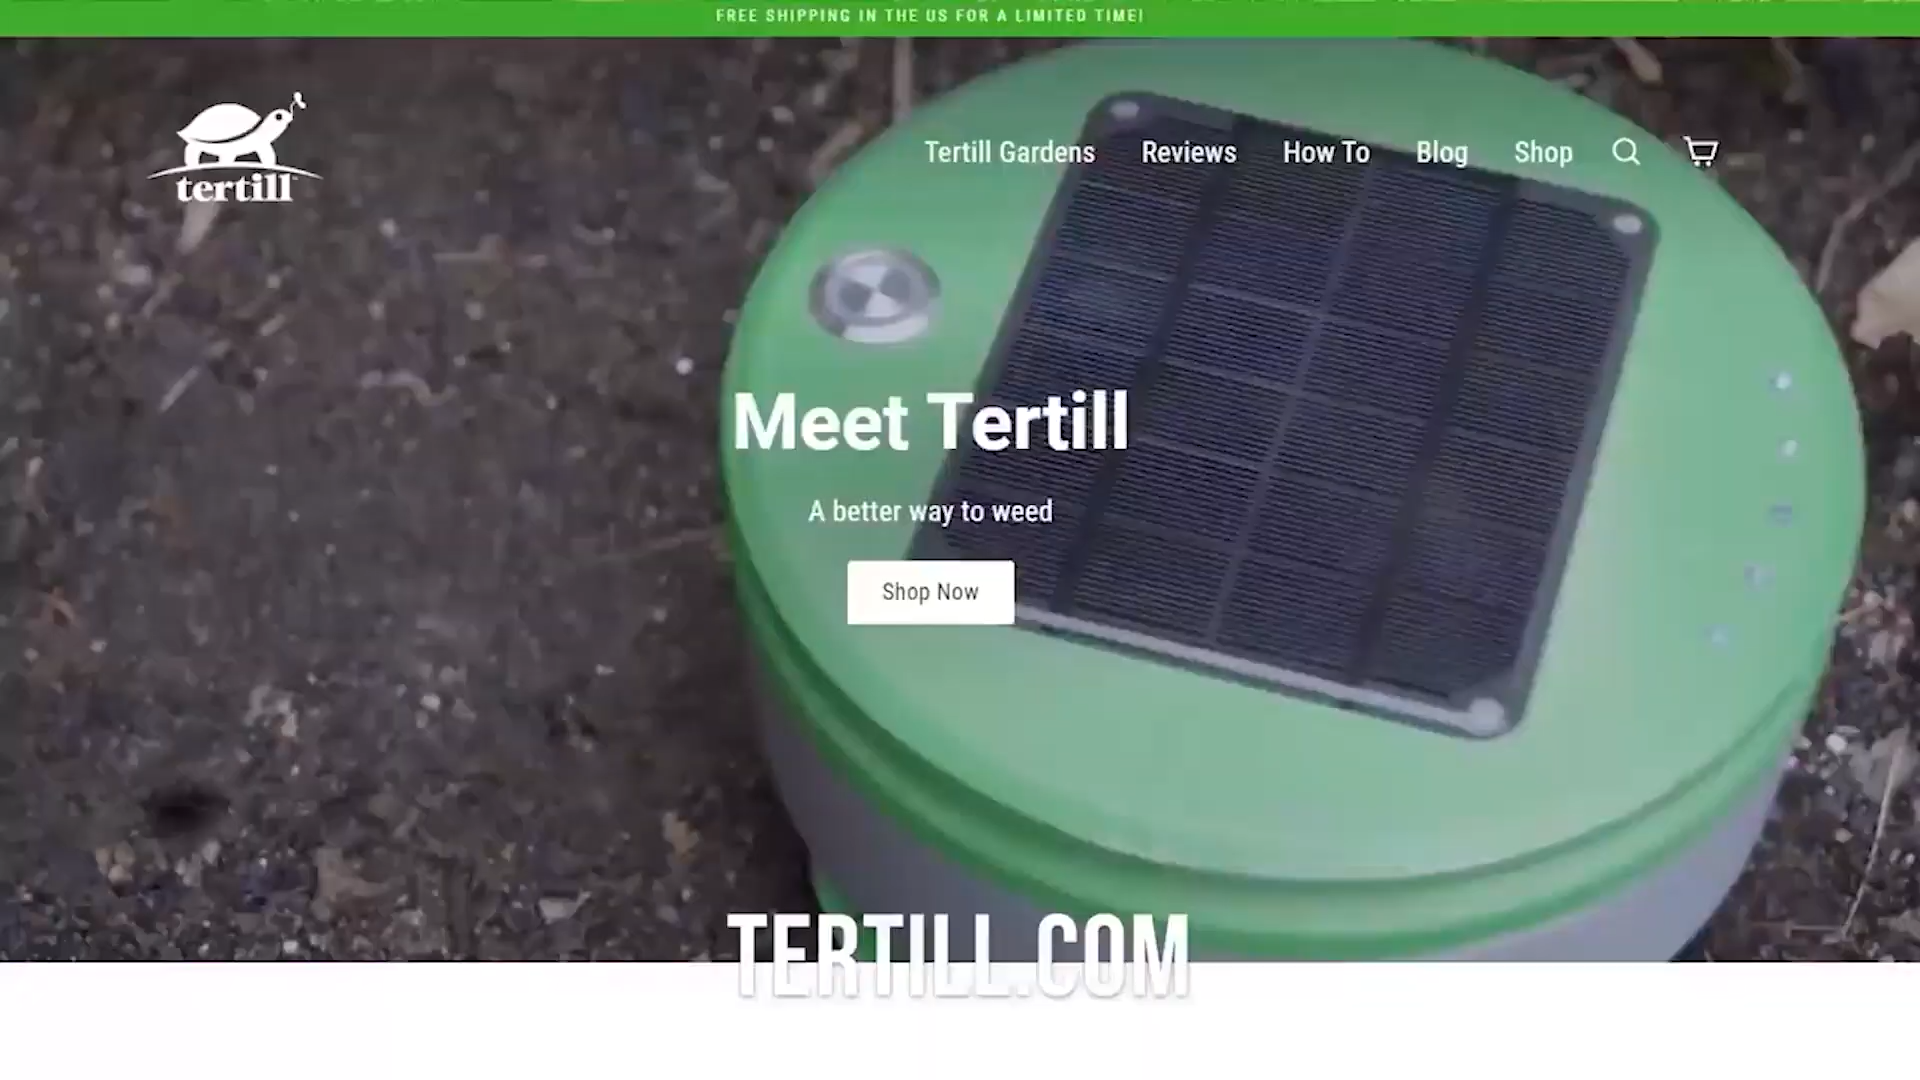 FREE SHIPPING IN THE US FOR A LIMITED TIME!
tertill
Tertill Gardens
Reviews
How To
Blog
Shop
Meet Tertill
A better way to weed
Shop Now
TERTILL.COM